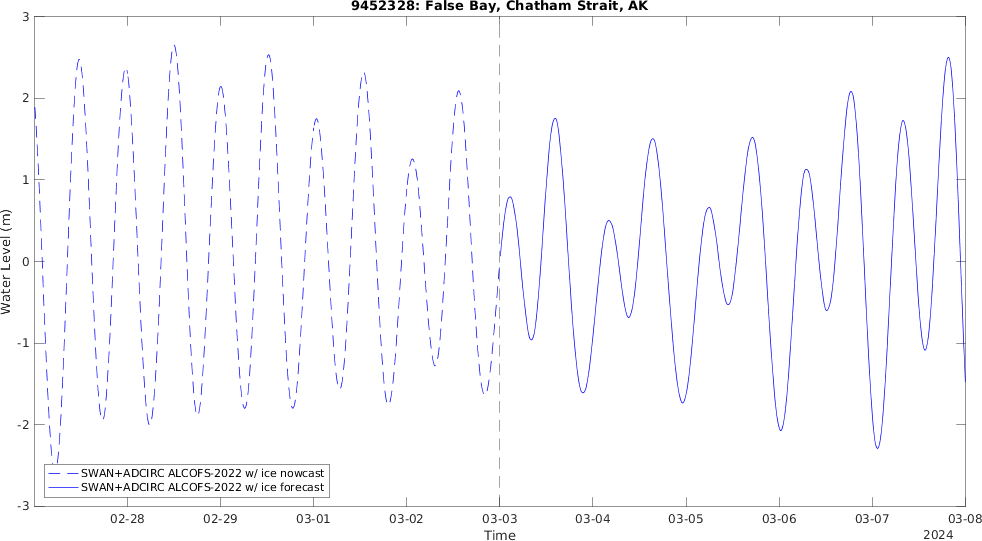 9452328: False Bay, Chatham Strait, AK
3
2
1
0
-1
-2
-3
Water Level (m)
SWAN+ADCIRC ALCOFS-2022 w/ ice nowcast
SWAN+ADCIRC ALCOFS-2022 w/ ice forecast
02-28 02-29 03-01 03-02 03-03 03-04 03-05 03-06 03-07 03-08
Time
2024